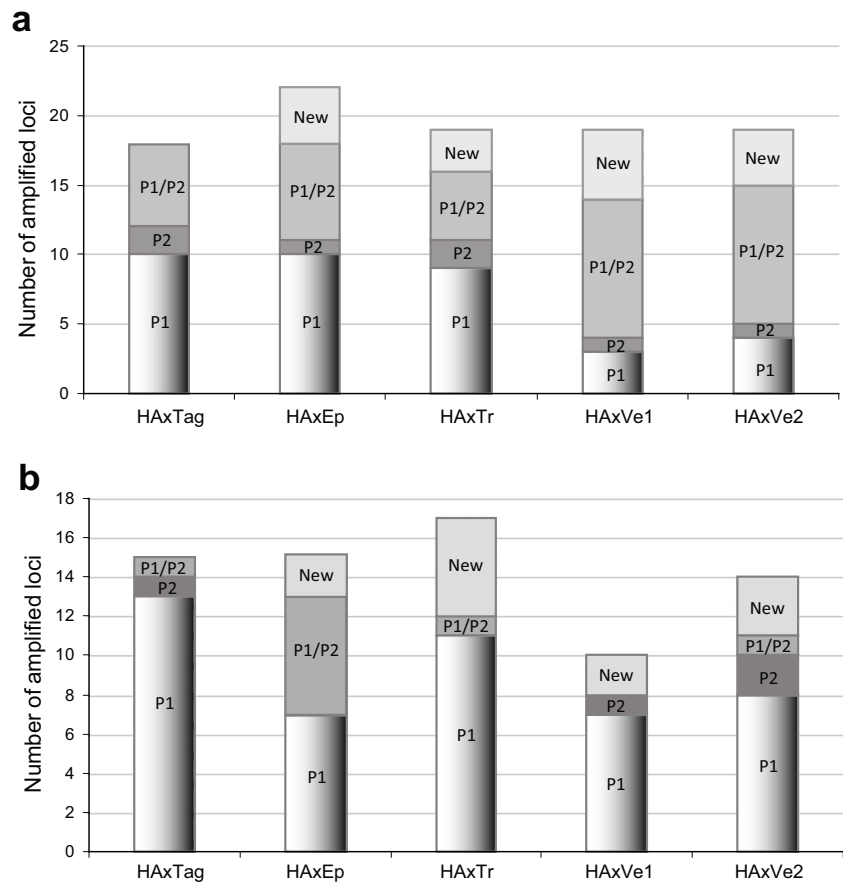 a
Number of amplified loci
25
20
15
10
5
0
New
New
New
New
P1/P2
P1/P2
P1/P2
P1/P2
P1/P2
P2
P2
P2
P2
P2
P1
P1
P1
P1
P1
HAxTag HAxEp HAxTr HAxVe1 HAxVe2
b
Number of amplified loci
18
16
14
12
10
8
6
4
2
0
P1/P2
P2
P1
New
P1/P2
P1
New
P1/P2
P1
New
P2
P1
New
P1/P2
P2
P1
HAxTag HAxEp HAxTr HAxVe1 HAxVe2